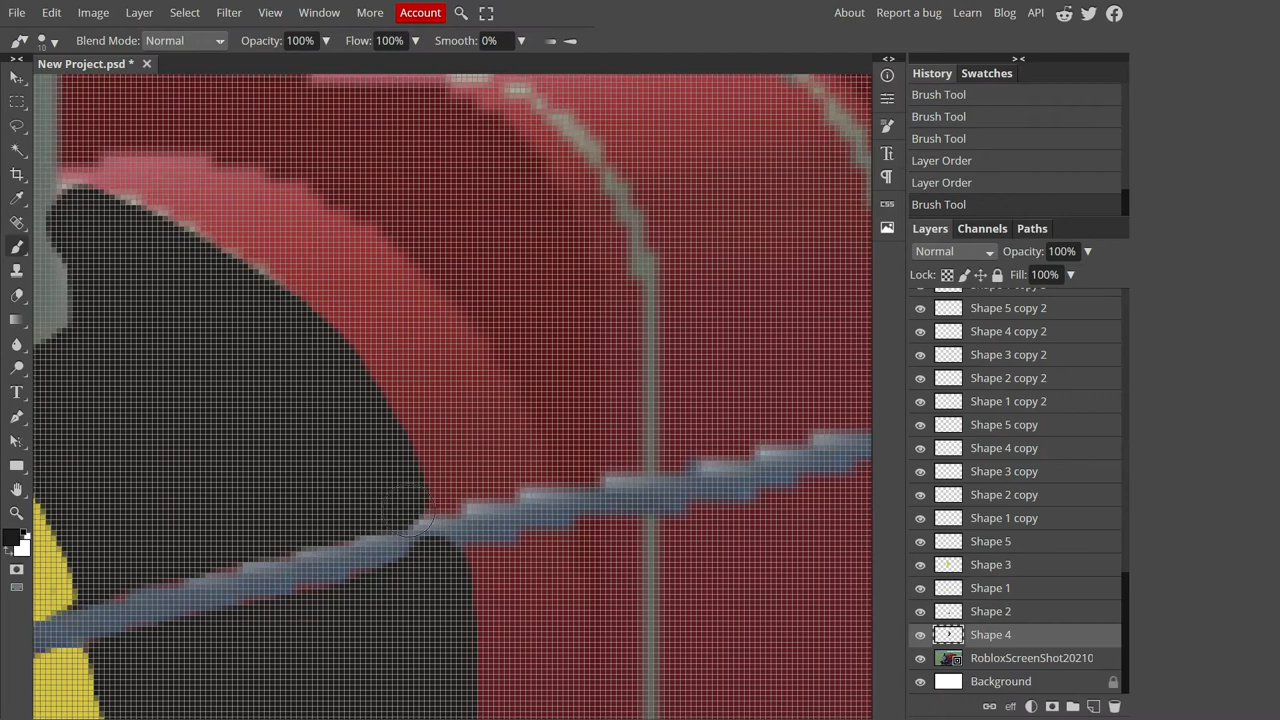 File Edit Image Layer Select Filter View Window More Account About Report a bug Learn Blog API
10 Blend Mode: Normal Opacity: 100% Flow: 100% Smooth: 0%
New Project.psd *
History Swatches
Brush Tool
Brush Tool
Brush Tool
Layer Order
Layer Order
Brush Tool
CSS
Layers Channels Paths
Normal Opacity: 100%
Lock: Fill: 100%
Shape 5 copy 2
Shape 4 copy 2
Shape 3 copy 2
Shape 2 copy 2
Shape 1 copy 2
Shape 5 copy
Shape 4 copy
Shape 3 copy
Shape 2 copy
Shape 1 copy
Shape 5
Shape 3
Shape 1
Shape 2
Shape 4
RobloxScreenShot20210
Background
eff